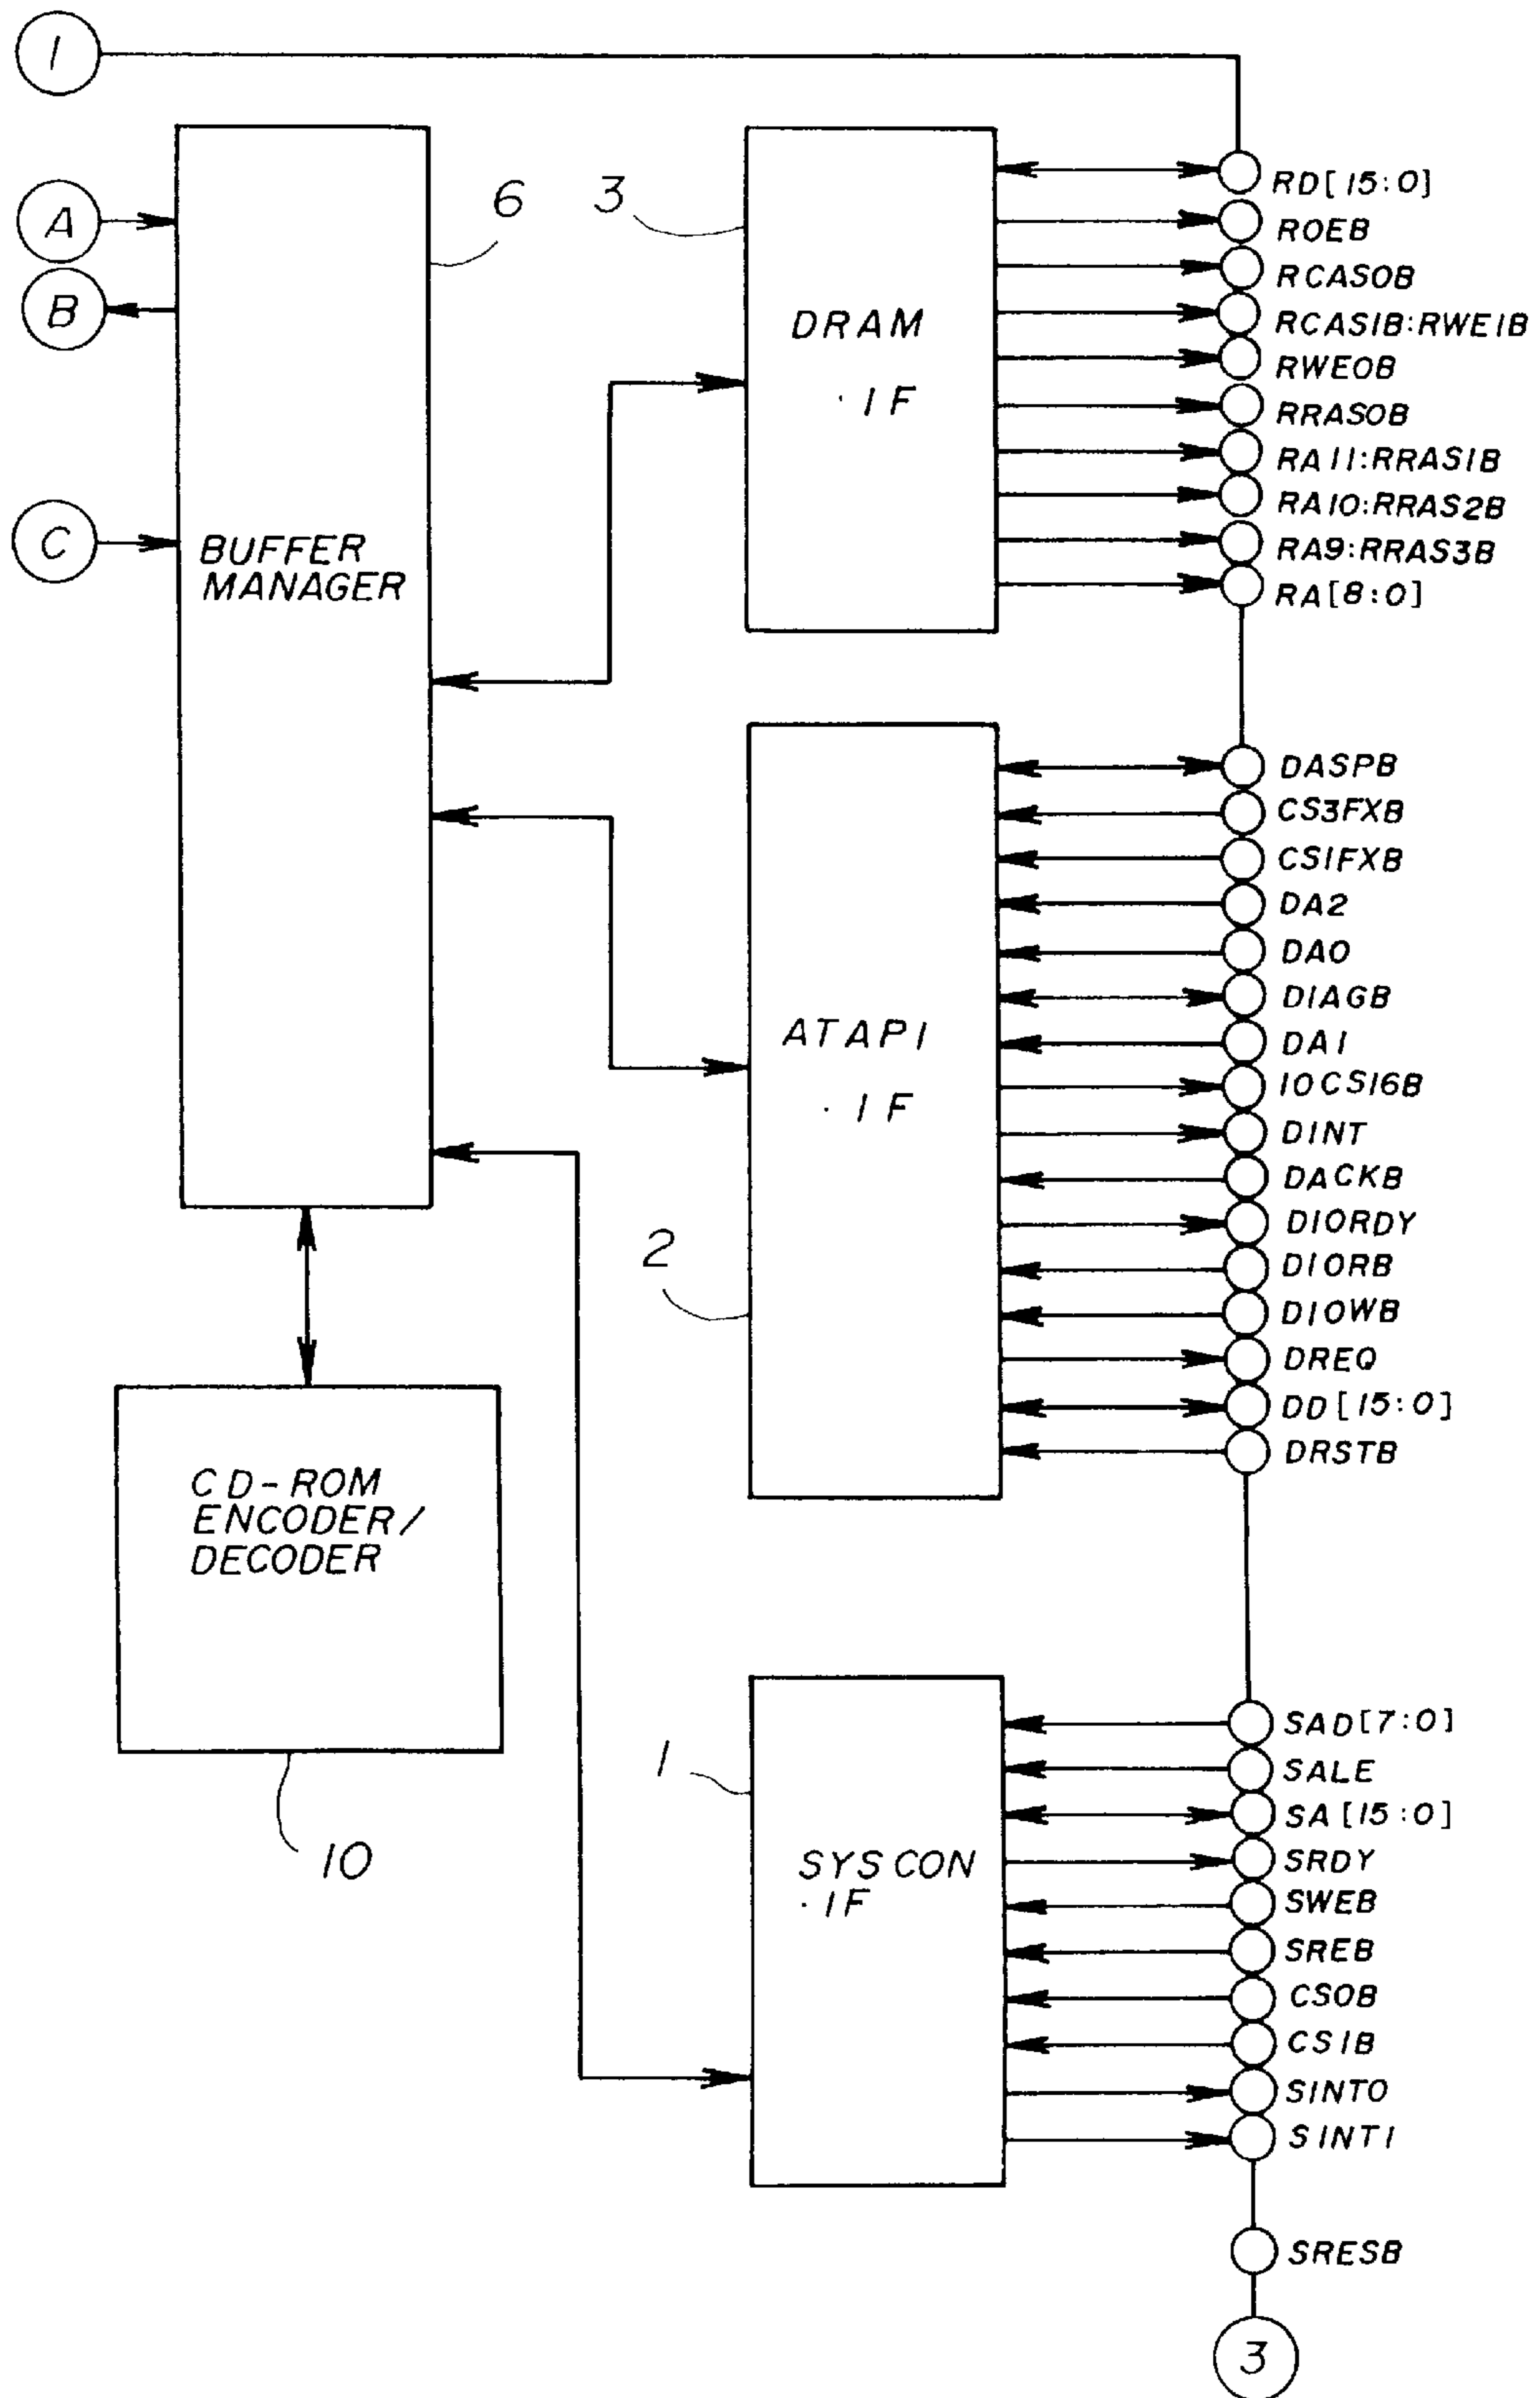 1
A
B
C
6
3
BUFFER
MANAGER
DRAM
·IF
RD[15:0]
ROEB
RCAS0B
RCAS1B:RWE1B
RWE0B
RRAS0B
RA11:RRAS1B
RA10:RRAS2B
RA9:RRAS3B
RA[8:0]
ATAPI
·IF
2
DASPB
CS3FXB
CS1FXB
DA2
DA0
DIAGB
DA1
IOCS16B
DINT
DACKB
DIORDY
DIORB
DIOWB
DREQ
DD[15:0]
DRSTB
CD-ROM
ENCODER/
DECODER
10
1
SYSCON
·IF
SAD[7:0]
SALE
SA[15:0]
SRDY
SWEB
SREB
CS0B
CS1B
SINT0
SINT1
SRESB
3